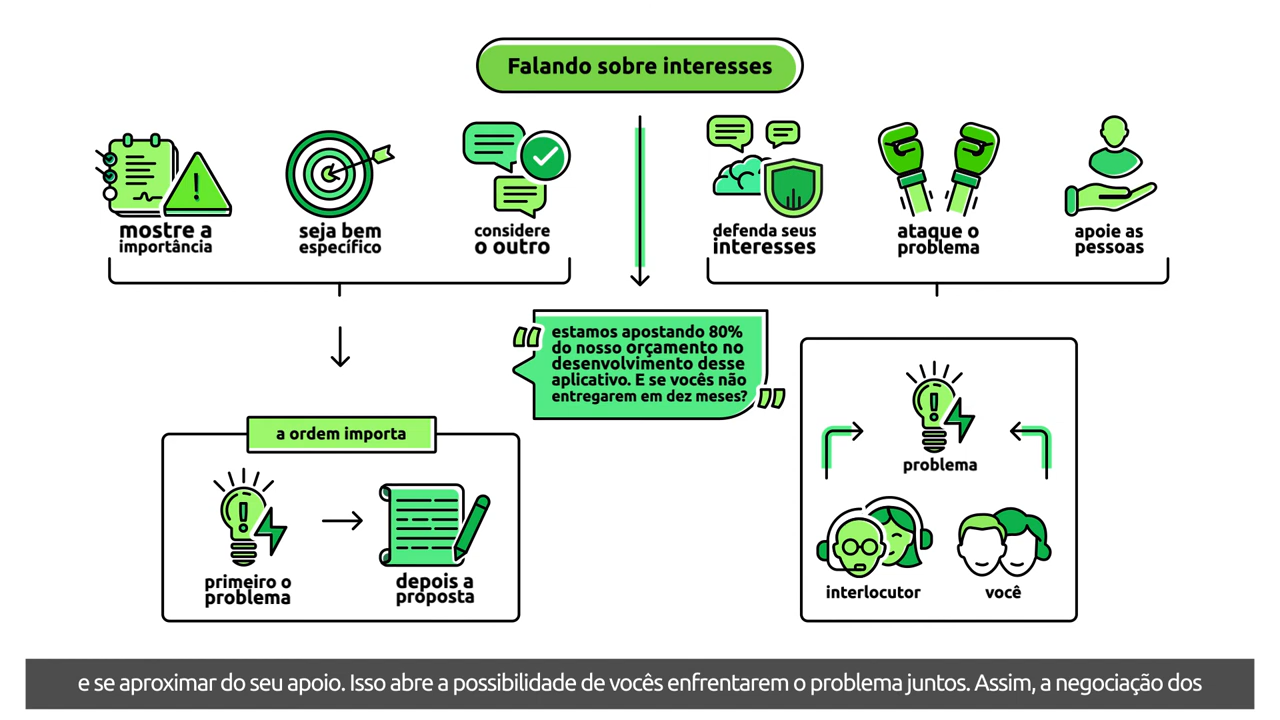 Falando sobre interesses
mostre a
importância
seja bem
específico
considere
o outro
defenda seus
interesses
ataque o
problema
apoie as
pessoas
estamos apostando 80%
do nosso orçamento no
desenvolvimento desse
aplicativo. E se vocês não
entregarem em dez meses?
a ordem importa
primeiro o
problema
depois a
proposta
problema
interlocutor
você
e se aproximar do seu apoio. Isso abre a possibilidade de vocês enfrentarem o problema juntos. Assim, a negociação dos